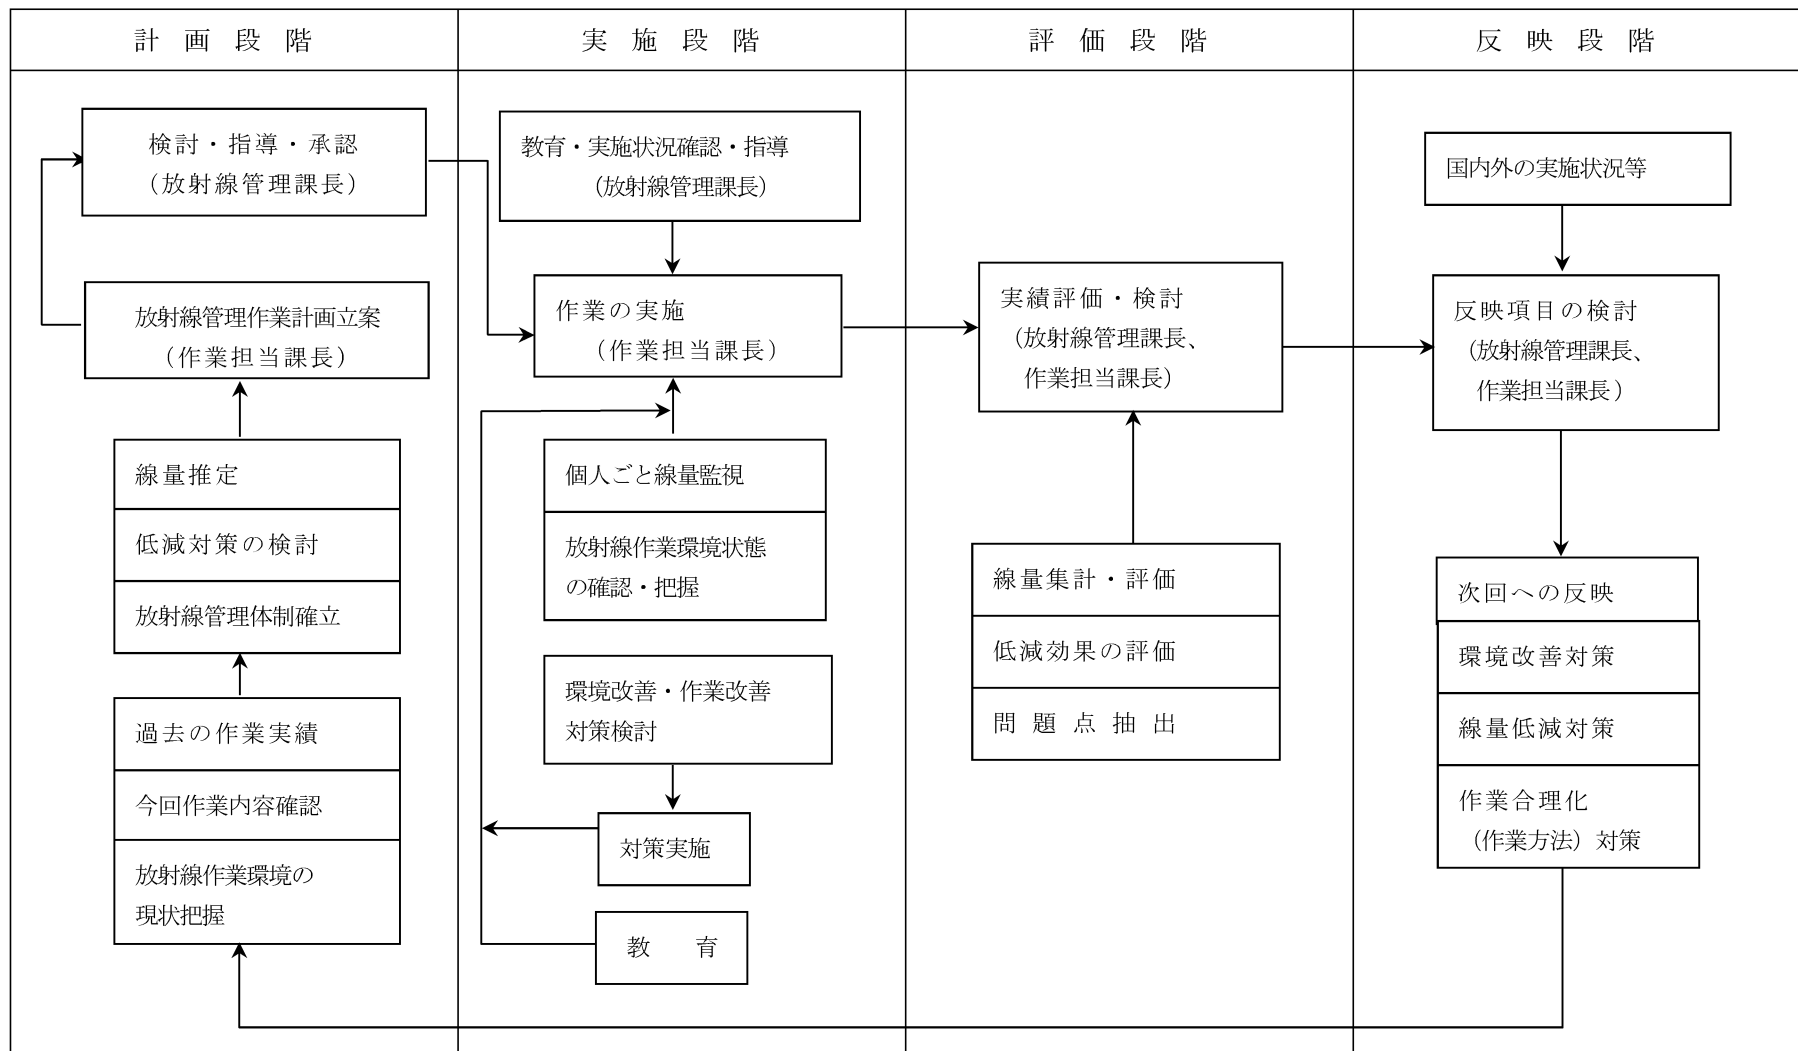 計画段階
実施段階
評価段階
反映段階
検討・指導・承認
（放射線管理課長）
放射線管理作業計画立案
（作業担当課長）
線量推定
低減対策の検討
放射線管理体制確立
過去の作業実績
今回作業内容確認
放射線作業環境の
現状把握
教育・実施状況確認・指導
（放射線管理課長）
作業の実施
（作業担当課長）
個人ごと線量監視
放射線作業環境状態
の確認・把握
環境改善・作業改善
対策検討
対策実施
教　　育
実績評価・検討
（放射線管理課長、
作業担当課長）
線量集計・評価
低減効果の評価
問題点抽出
国内外の実施状況等
反映項目の検討
（放射線管理課長、
作業担当課長）
次回への反映
環境改善対策
線量低減対策
作業合理化
（作業方法）対策